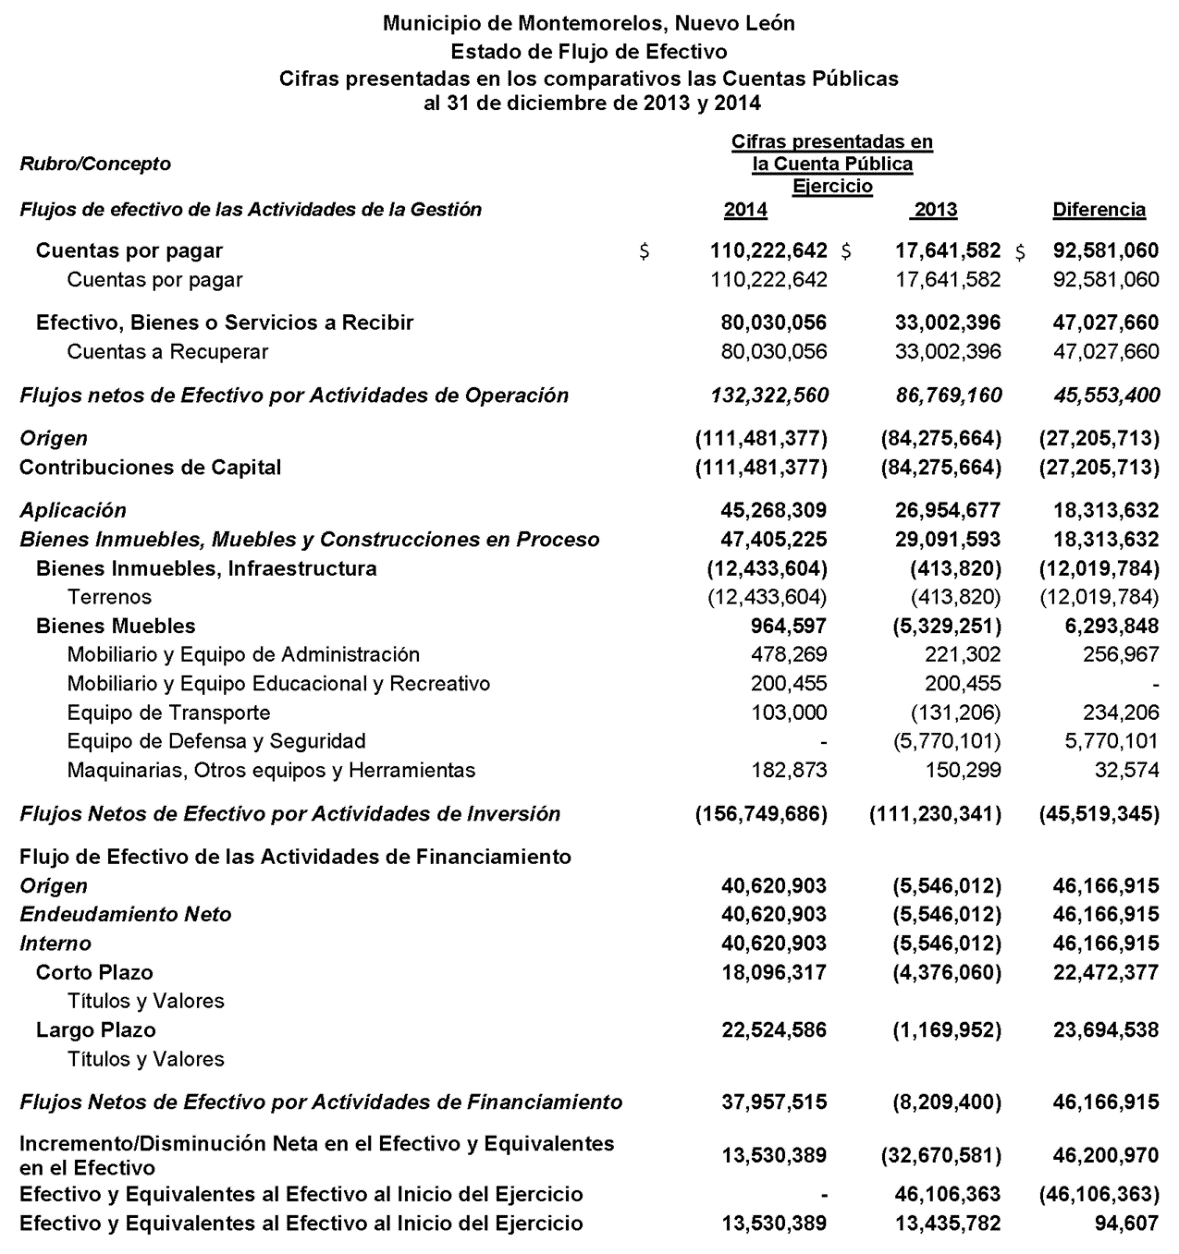 Municipio de Montemorelos, Nuevo León
Estado de Flujo de Efectivo
Cifras presentadas en los comparativos las Cuentas Públicas
al 31 de diciembre de 2013 y 2014
Cifras presentadas en
Rubro/Concepto la Cuenta Pública
Ejercicio
Flujos de efectivo de las Actividades de la Gestión 2014 2013 Diferencia
Cuentas por pagar $ 110,222,642 $ 17,641,582 $ 92,581,060
Cuentas por pagar 110,222,642 17,641,582 92,581,060
Efectivo, Bienes o Servicios a Recibir 80,030,056 33,002,396 47,027,660
Cuentas a Recuperar 80,030,056 33,002,396 47,027,660
Flujos netos de Efectivo por Actividades de Operación 132,322,560 86,769,160 45,553,400
Origen (111,481,377) (84,275,664) (27,205,713)
Contribuciones de Capital (111,481,377) (84,275,664) (27,205,713)
Aplicación 45,268,309 26,954,677 18,313,632
Bienes Inmuebles, Muebles y Construcciones en Proceso 47,405,225 29,091,593 18,313,632
Bienes Inmuebles, Infraestructura (12,433,604) (413,820) (12,019,784)
Terrenos (12,433,604) (413,820) (12,019,784)
Bienes Muebles 964,597 (5,329,251) 6,293,848
Mobiliario y Equipo de Administración 478,269 221,302 256,967
Mobiliario y Equipo Educacional y Recreativo 200,455 200,455 -
Equipo de Transporte 103,000 (131,206) 234,206
Equipo de Defensa y Seguridad - (5,770,101) 5,770,101
Maquinarias, Otros equipos y Herramientas 182,873 150,299 32,574
Flujos Netos de Efectivo por Actividades de Inversión (156,749,686) (111,230,341) (45,519,345)
Flujo de Efectivo de las Actividades de Financiamiento
Origen 40,620,903 (5,546,012) 46,166,915
Endeudamiento Neto 40,620,903 (5,546,012) 46,166,915
Interno 40,620,903 (5,546,012) 46,166,915
Corto Plazo 18,096,317 (4,376,060) 22,472,377
Títulos y Valores
Largo Plazo 22,524,586 (1,169,952) 23,694,538
Títulos y Valores
Flujos Netos de Efectivo por Actividades de Financiamiento 37,957,515 (8,209,400) 46,166,915
Incremento/Disminución Neta en el Efectivo y Equivalentes
en el Efectivo 13,530,389 (32,670,581) 46,200,970
Efectivo y Equivalentes al Efectivo al Inicio del Ejercicio - 46,106,363 (46,106,363)
Efectivo y Equivalentes al Efectivo al Inicio del Ejercicio 13,530,389 13,435,782 94,607